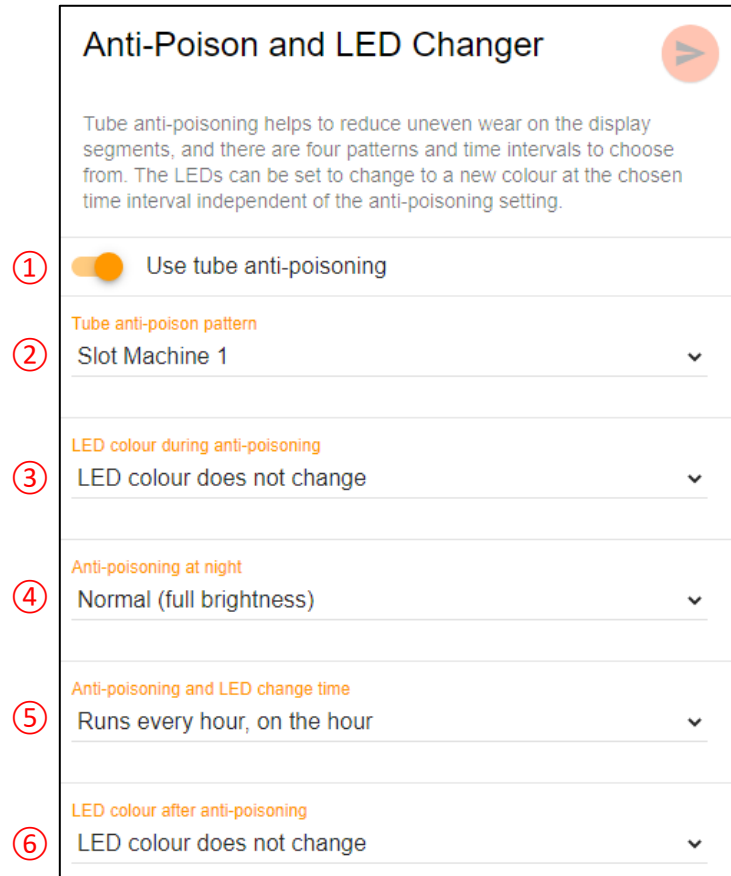 Anti-Poison and LED Changer
Tube anti-poisoning helps to reduce uneven wear on the display
segments, and there are four patterns and time intervals to choose
from. The LEDs can be set to change to a new colour at the chosen
time interval independent of the anti-poisoning setting.
① Use tube anti-poisoning
Tube anti-poison pattern
② Slot Machine 1
LED colour during anti-poisoning
③ LED colour does not change
Anti-poisoning at night
④ Normal (full brightness)
Anti-poisoning and LED change time
⑤ Runs every hour, on the hour
LED colour after anti-poisoning
⑥ LED colour does not change